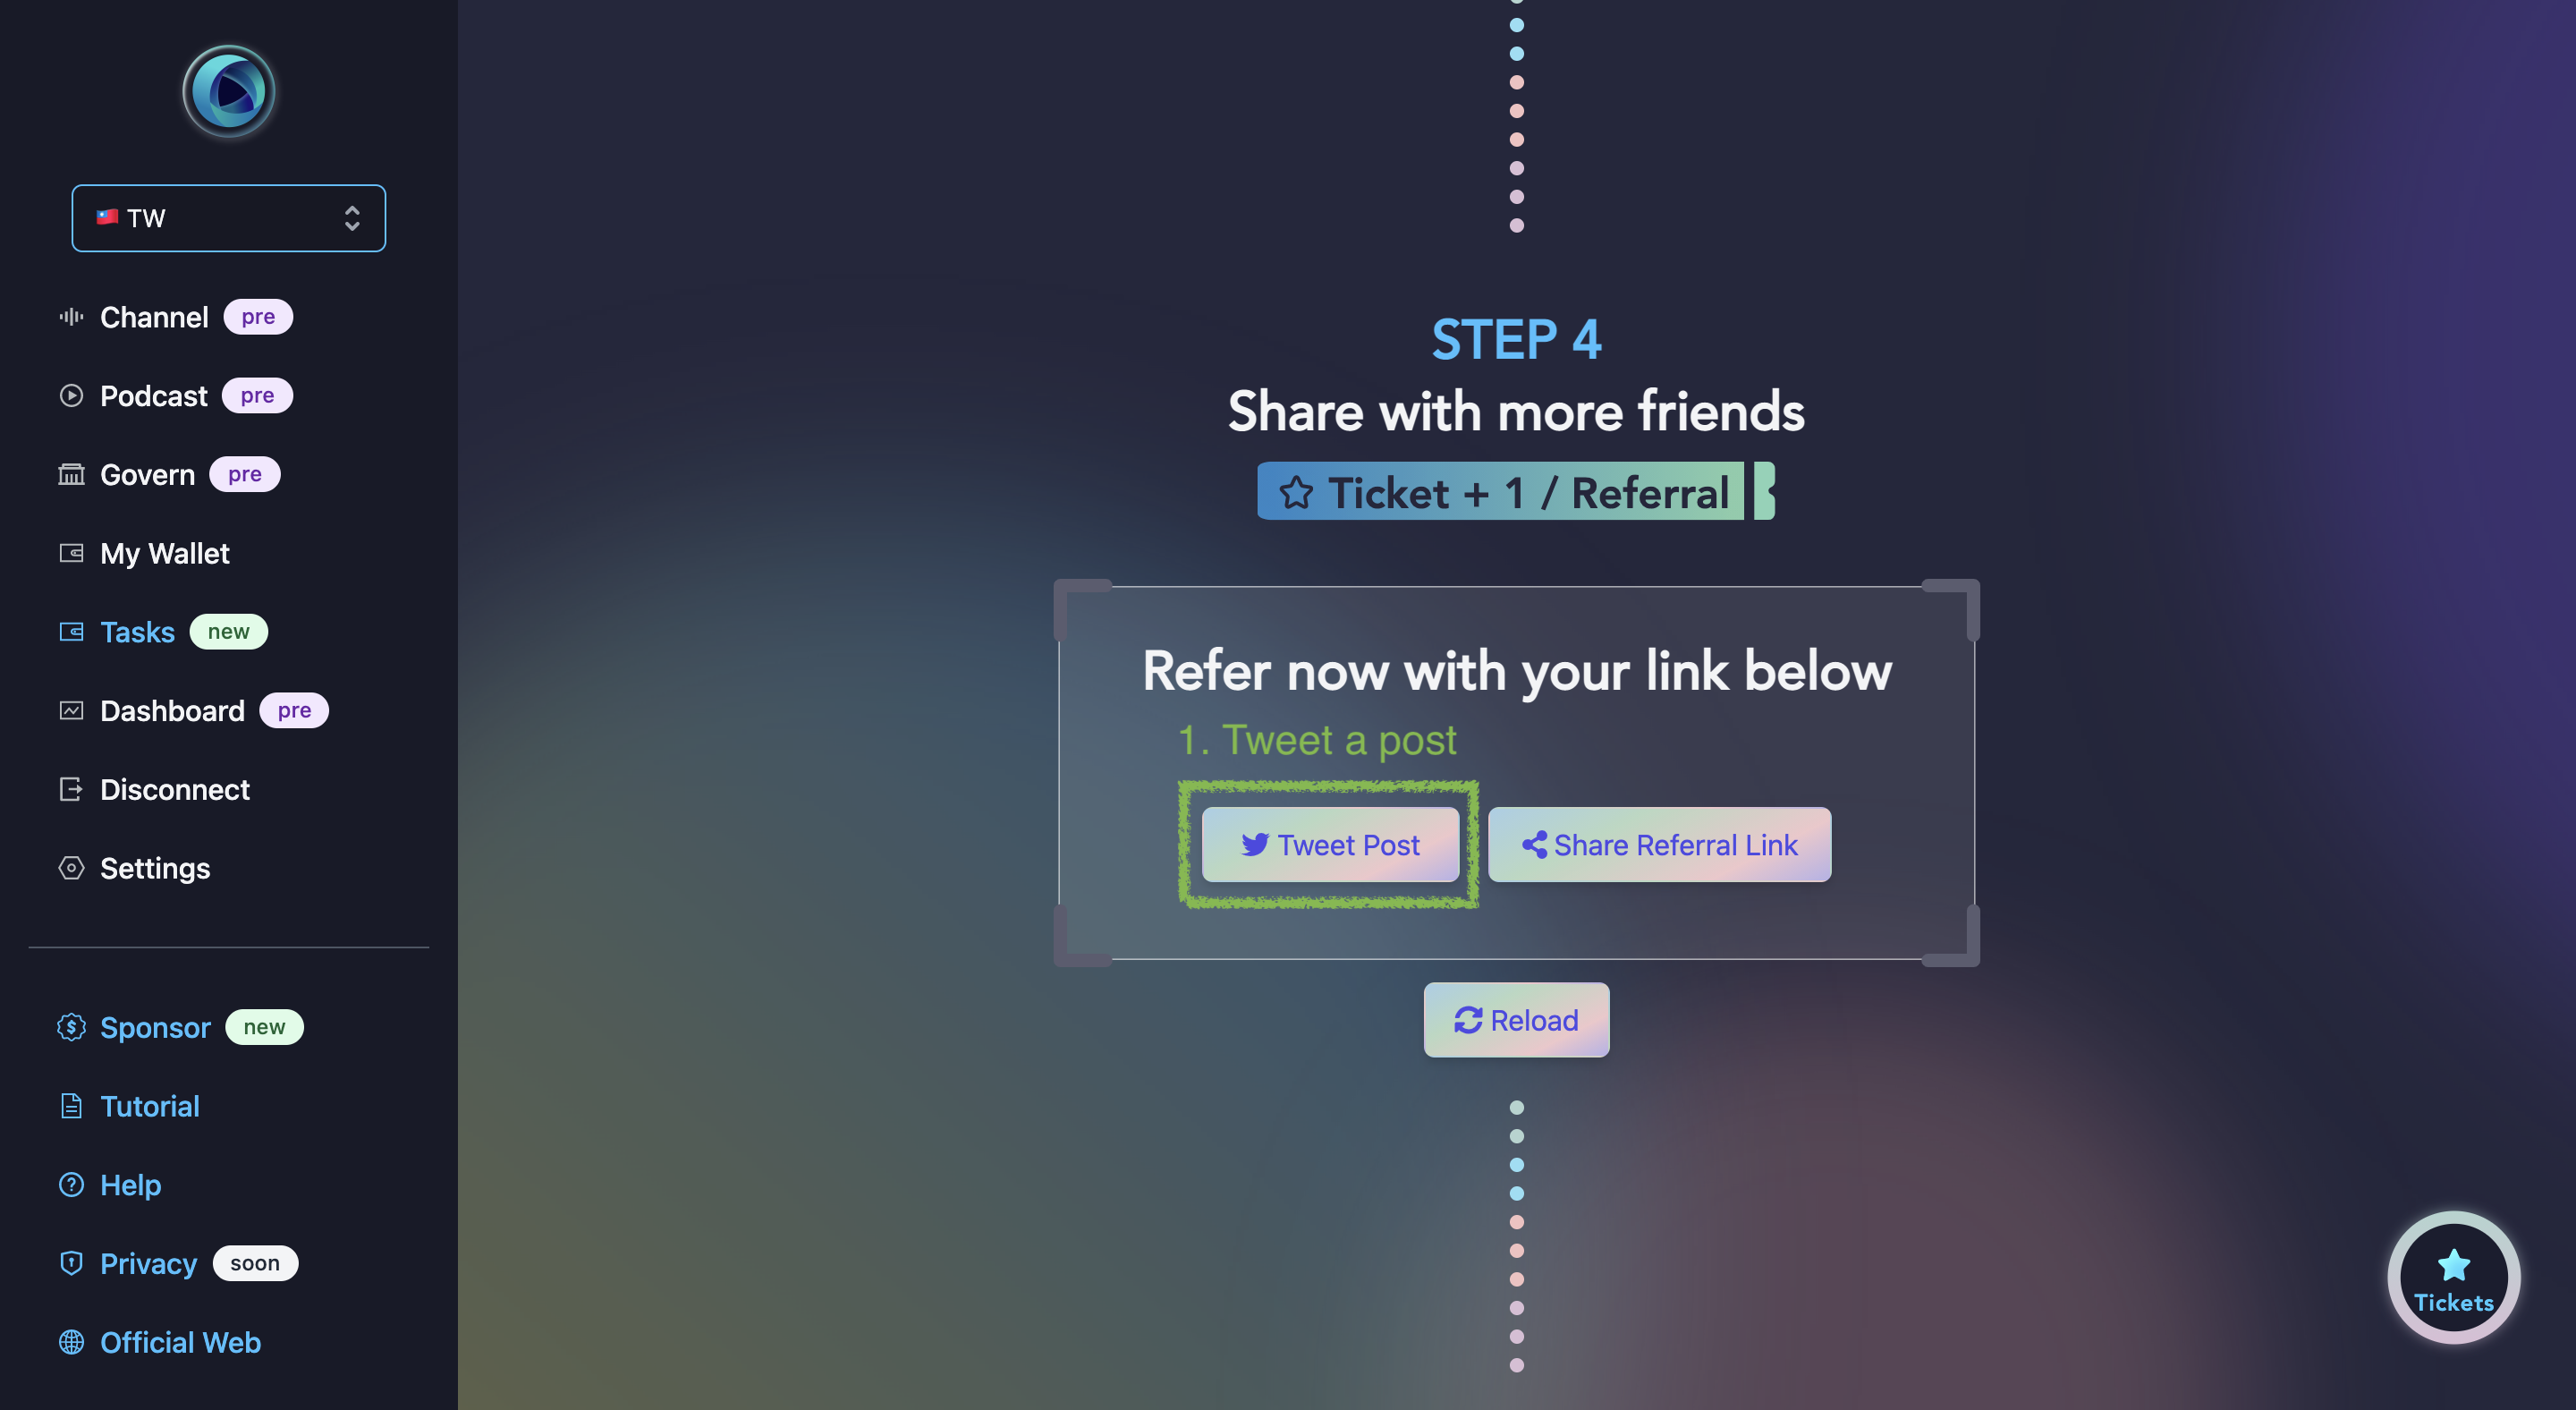 TW
Channel pre
Podcast pre
Govern pre
My Wallet
Tasks new
Dashboard pre
Disconnect
Settings
Sponsor new
Tutorial
Help
Privacy soon
Official Web
STEP 4
Share with more friends
Ticket + 1 / Referral
Refer now with your link below
1. Tweet a post
Tweet Post
Share Referral Link
Reload
Tickets